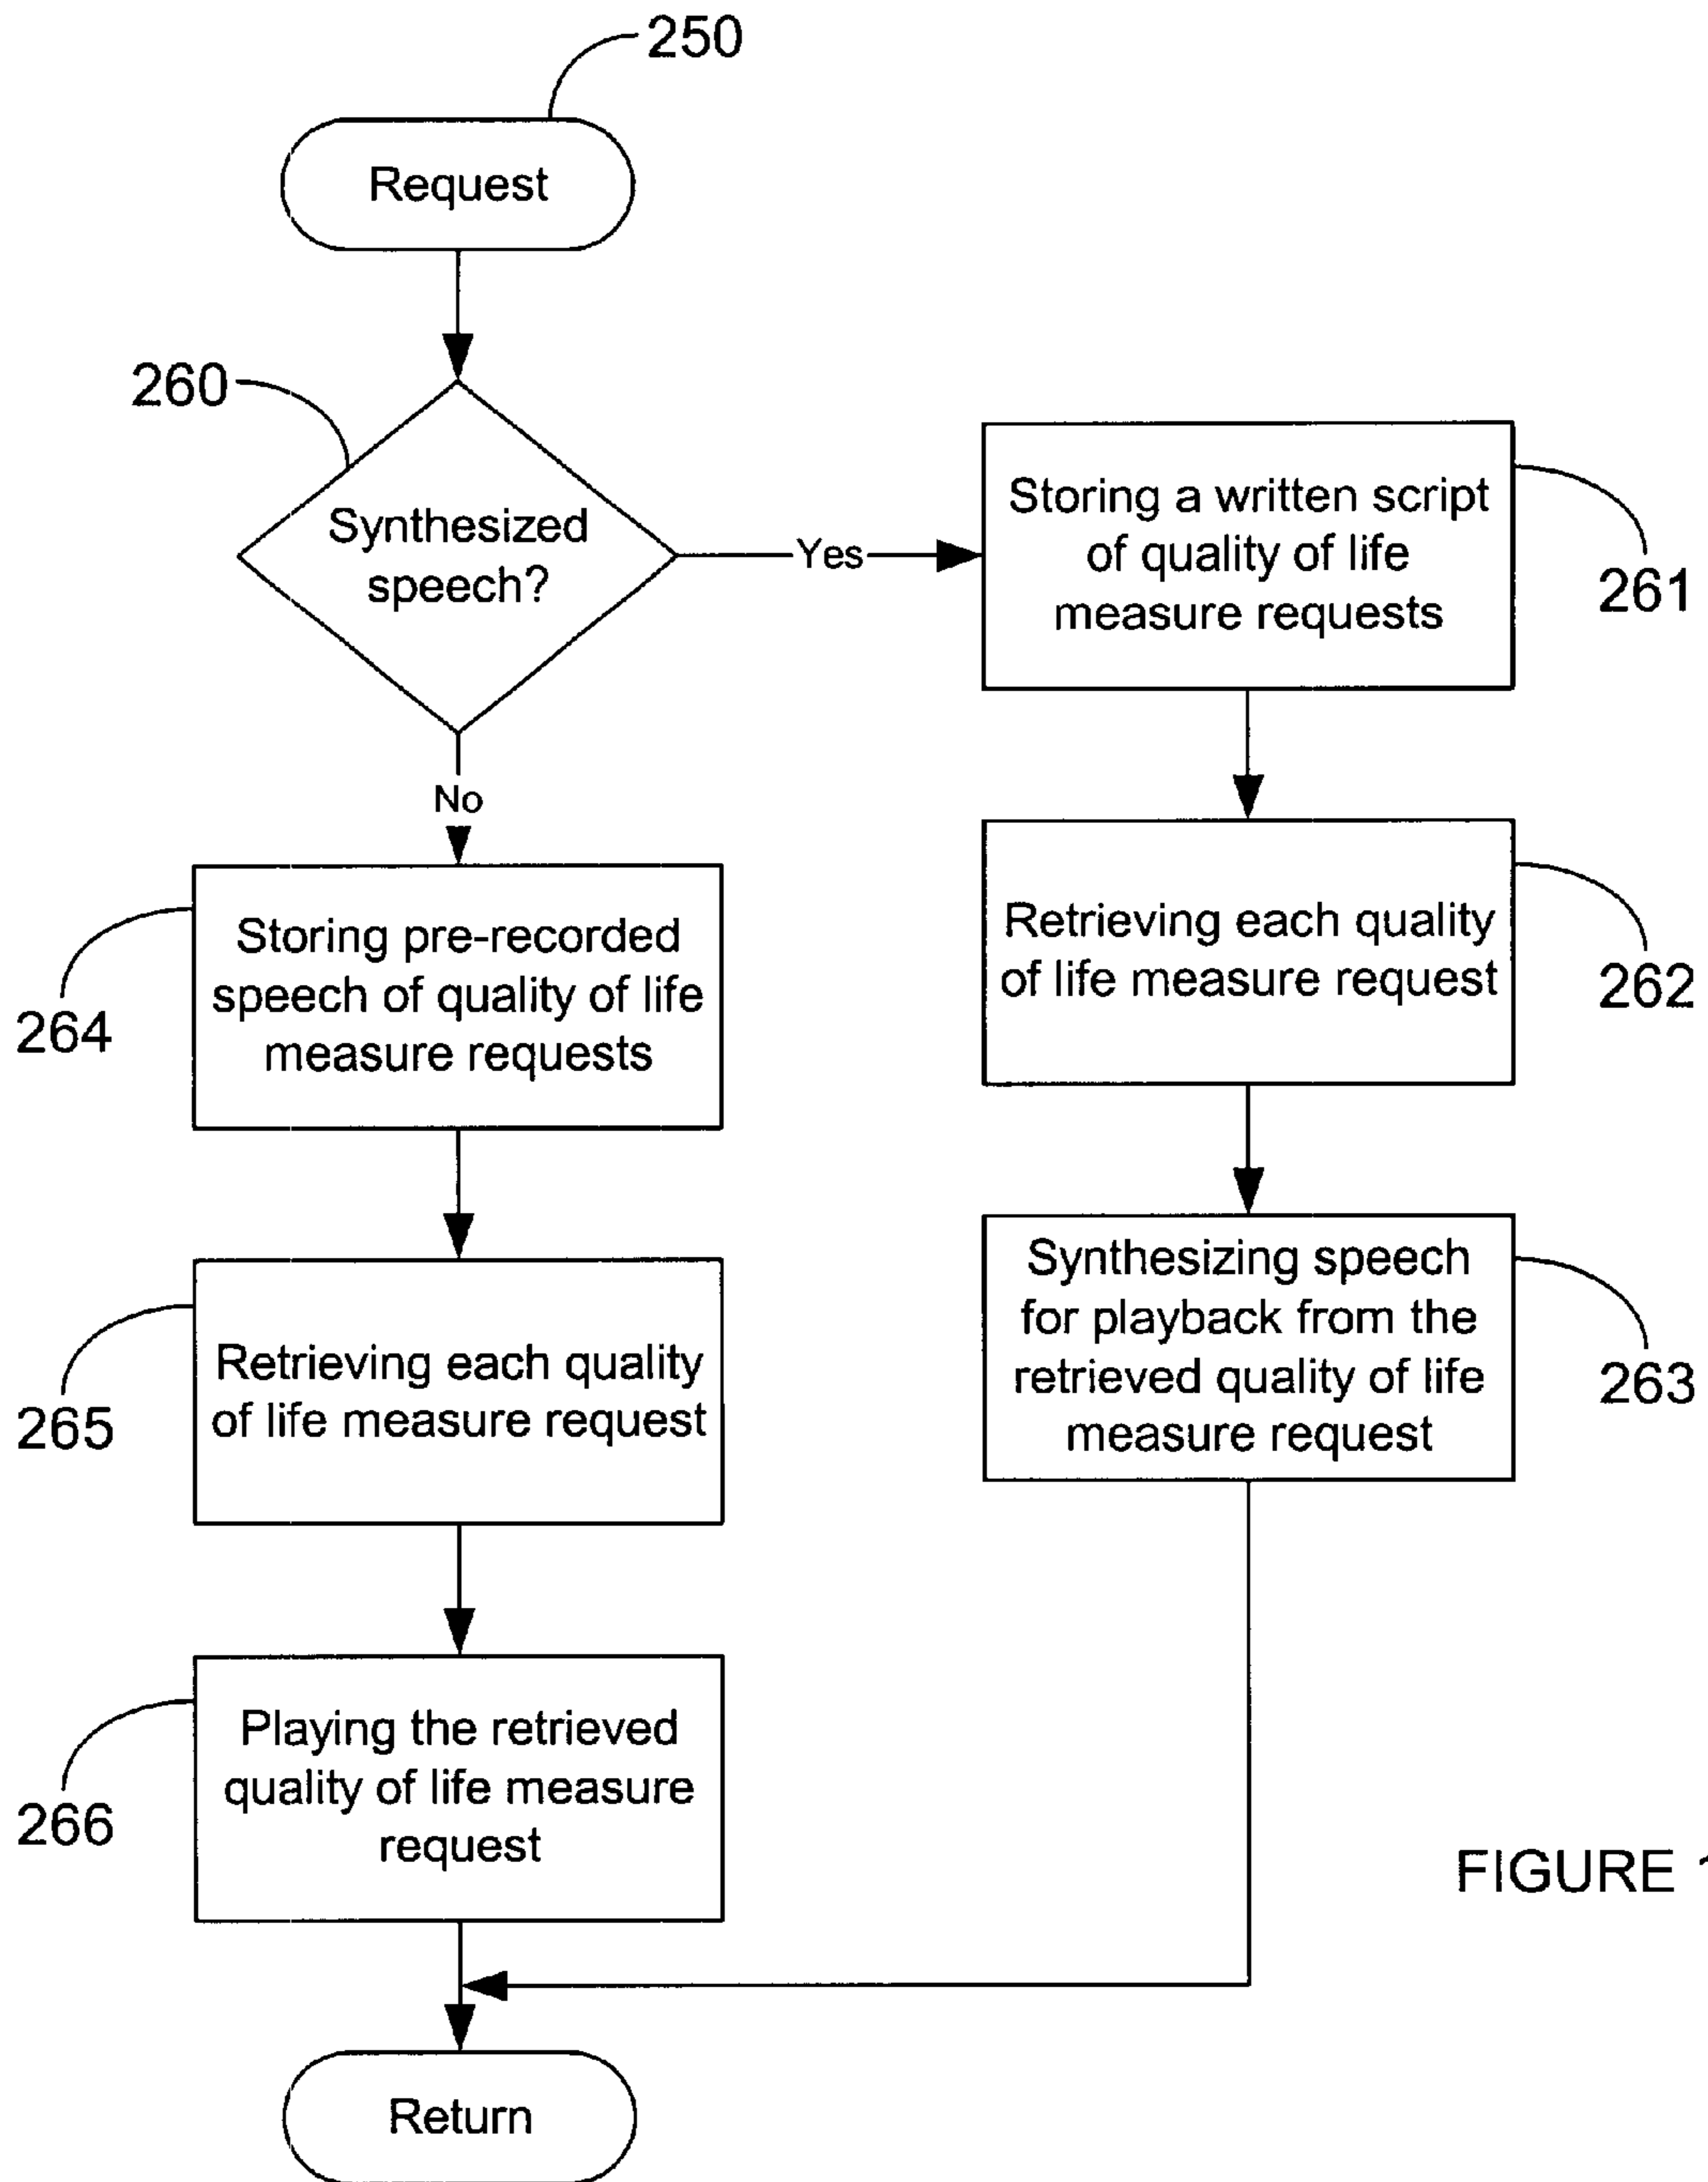 250
Request
260
Synthesized
speech?
Yes
Storing a written script
of quality of life
measure requests
261
No
Retrieving each quality
of life measure request
262
264
Storing pre-recorded
speech of quality of life
measure requests
Synthesizing speech
for playback from the
retrieved quality of life
measure request
263
265
Retrieving each quality
of life measure request
266
Playing the retrieved
quality of life measure
request
FIGURE
Return